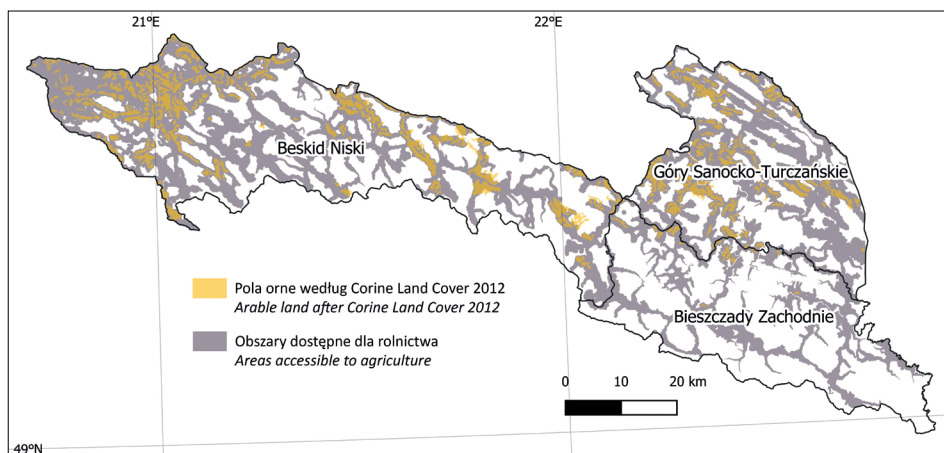 21°E
22°E
Beskid Niski
Góry Sanocko-Turczańskie
Pola orne według Corine Land Cover 2012
Arable land after Corine Land Cover 2012
Bieszczady Zachodnie
Obszary dostępne dla rolnictwa
Areas accessible to agriculture
0 10 20 km
49°N